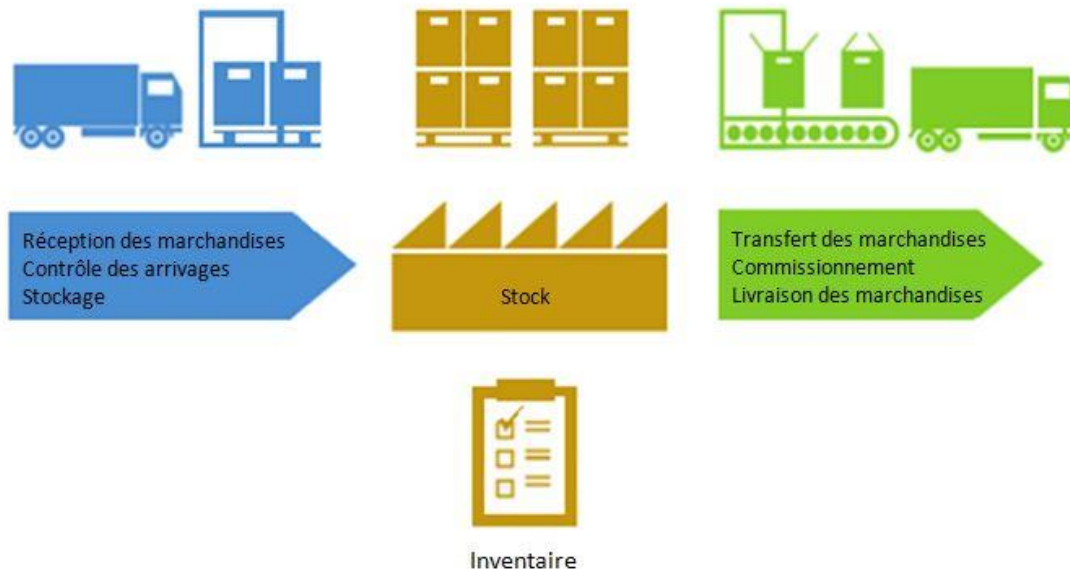 Réception des marchandises
Contrôle des arrivages
Stockage
Stock
Transfert des marchandises
Commissionnement
Livraison des marchandises
Inventaire